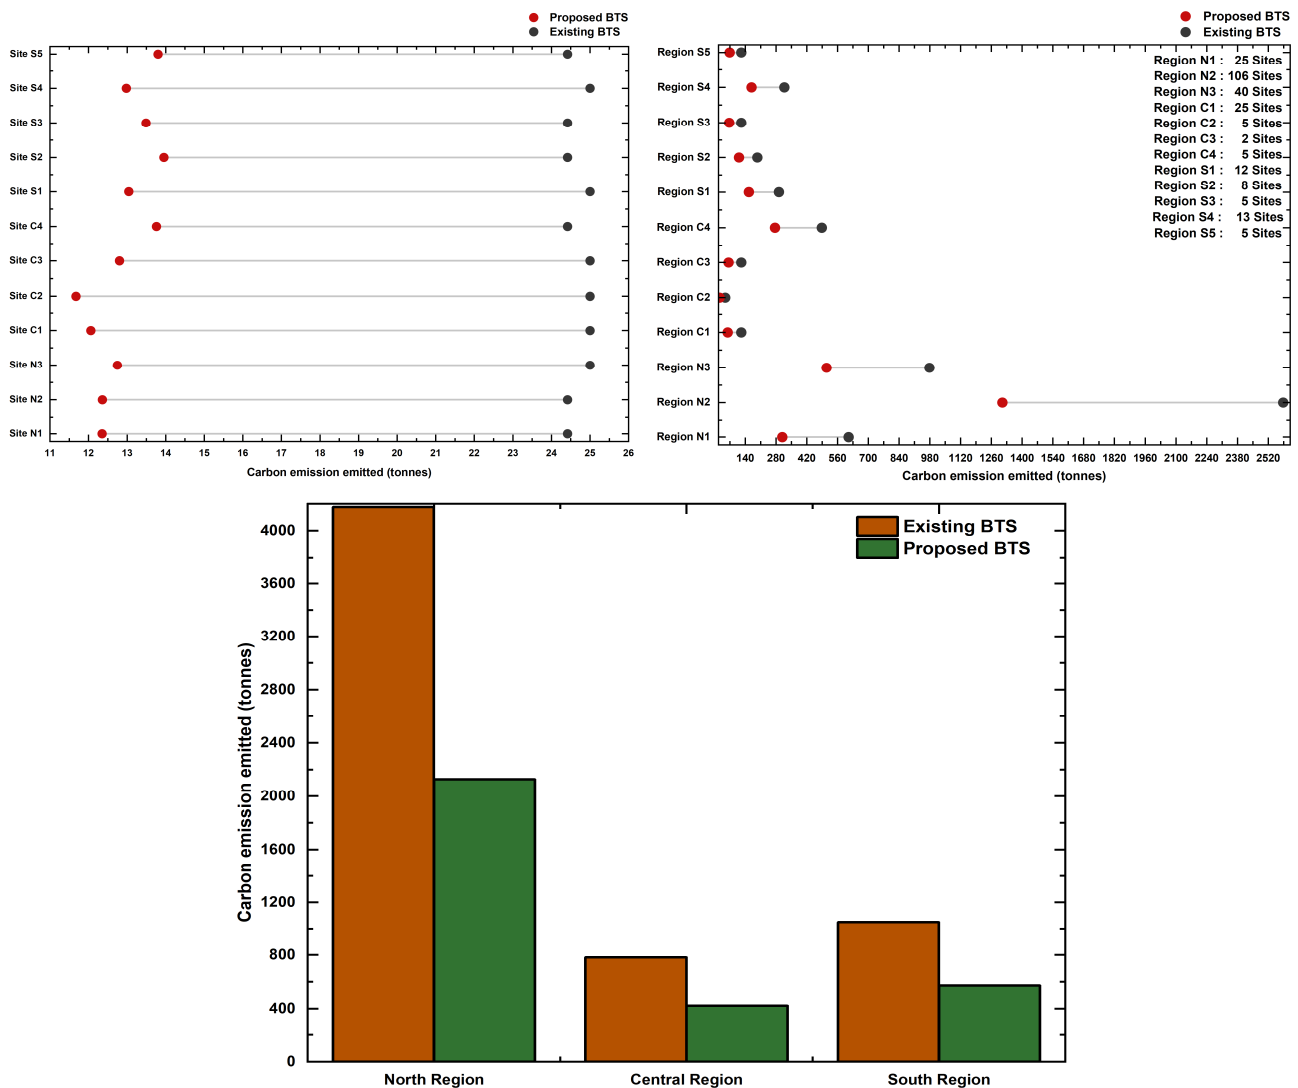 Proposed BTS
Existing BTS
Site S5
Site S4
Site S3
Site S2
Site S1
Site C4
Site C3
Site C2
Site C1
Site N3
Site N2
Site N1
11 12 13 14 15 16 17 18 19 20 21 22 23 24 25 26
Carbon emission emitted (tonnes)
Proposed BTS
Existing BTS
Region N1 : 25 Sites
Region N2 : 106 Sites
Region N3 : 40 Sites
Region C1 : 25 Sites
Region C2 : 5 Sites
Region C3 : 2 Sites
Region C4 : 5 Sites
Region S1 : 12 Sites
Region S2 : 8 Sites
Region S3 : 5 Sites
Region S4 : 13 Sites
Region S5 : 5 Sites
Region S5
Region S4
Region S3
Region S2
Region S1
Region C4
Region C3
Region C2
Region C1
Region N3
Region N2
Region N1
140 280 420 560 700 840 980 1120 1260 1400 1540 1680 1820 1960 2100 2240 2380 2520
Carbon emission emitted (tonnes)
Existing BTS
Proposed BTS
4000
3600
3200
2800
2400
2000
1600
1200
800
400
0
Carbon emission emitted (tonnes)
North Region Central Region South Region